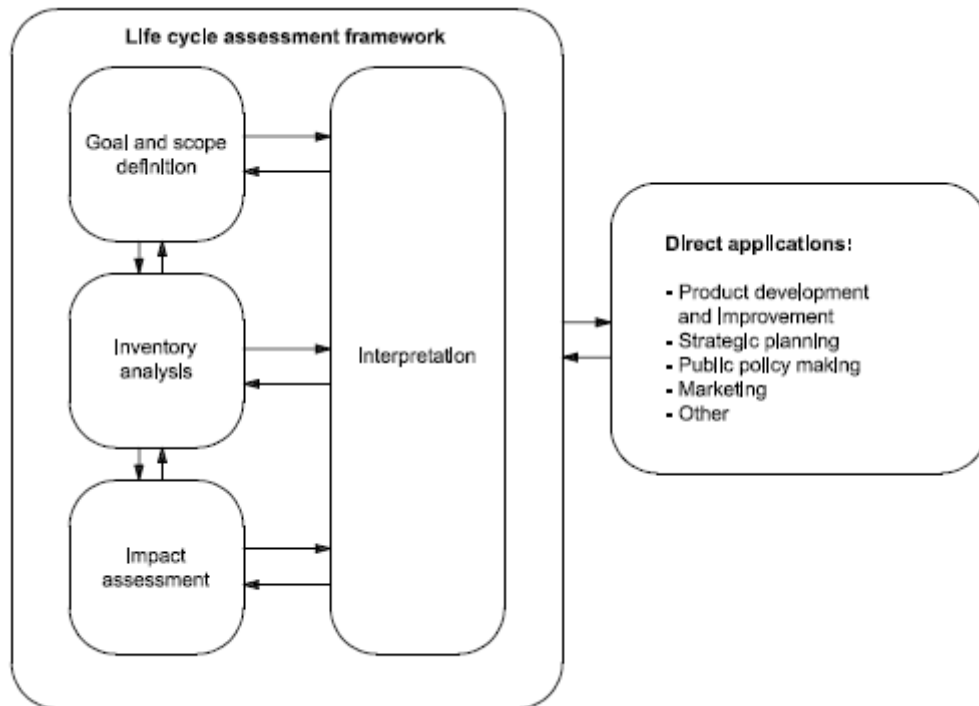 Life cycle assessment framework
Goal and scope
definition
Inventory
analysis
Impact
assessment
Interpretation
Direct applications:
- Product development
and improvement
- Strategic planning
- Public policy making
- Marketing
- Other